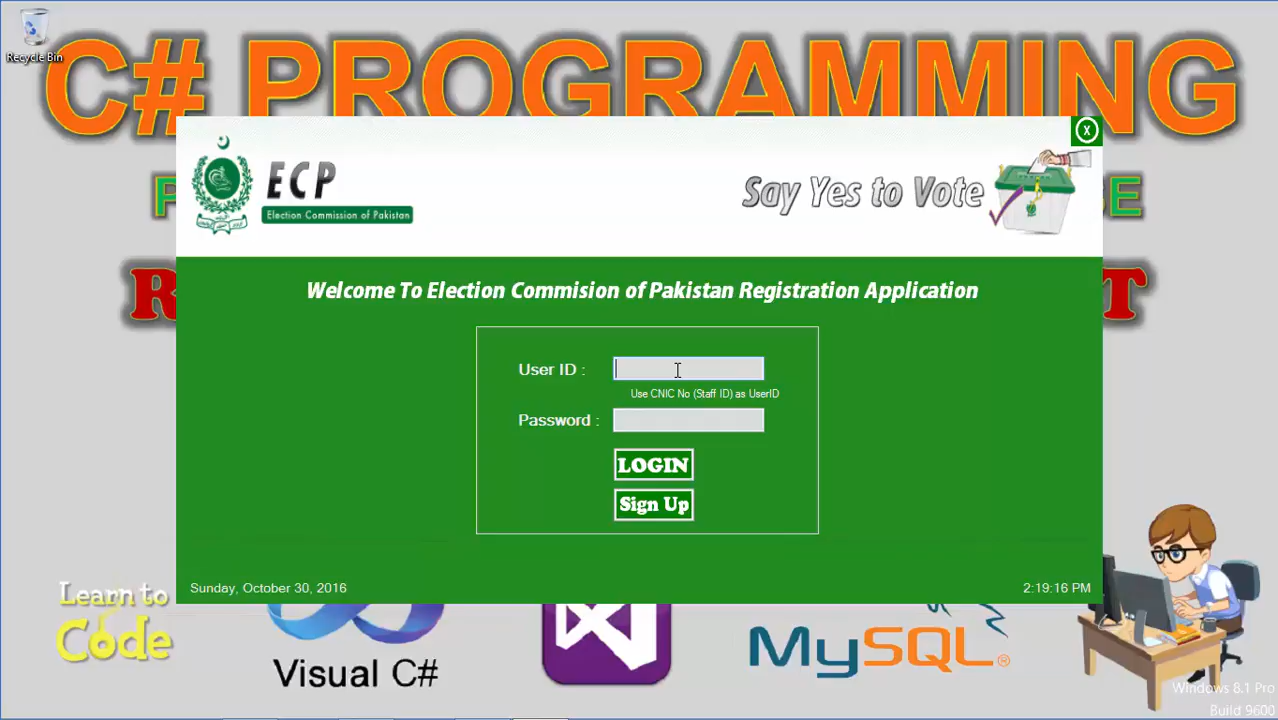 Recycle Bin
C# PROGRAMMING
X
ECP
Election Commission of Pakistan
Say Yes to Vote
Welcome To Election Commision of Pakistan Registration Application
User ID :
Use CNIC No (Staff ID) as UserID
Password :
LOGIN
Sign Up
Sunday, October 30, 2016
2:19:16 PM
Learn to
Code
Visual C#
MySQL®
Windows 8.1 Pro
Build 9600